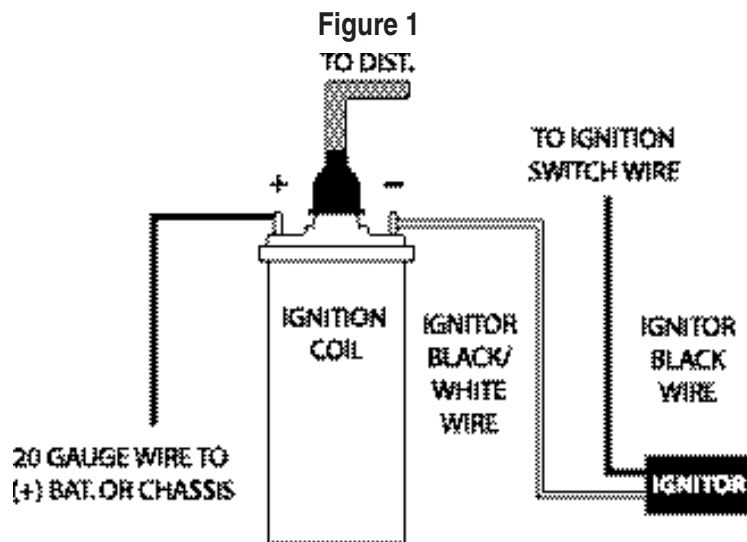 Figure 1
TO DIST.
TO IGNITION
SWITCH WIRE
+
-
IGNITION
COIL
IGNITOR
BLACK/
WHITE
WIRE
IGNITOR
BLACK
WIRE
20 GAUGE WIRE TO
(+) BAT. OR CHASSIS
IGNITOR